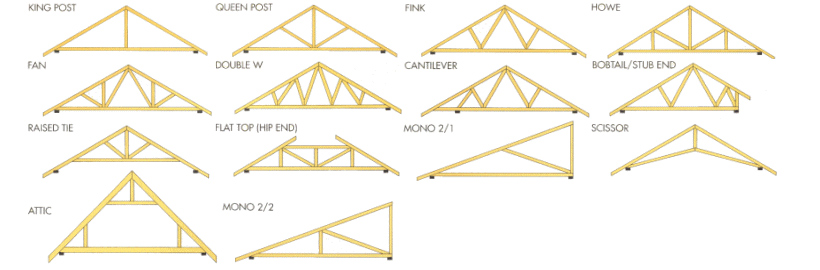 KING POST
QUEEN POST
FINK
HOWE
FAN
DOUBLE W
CANTILEVER
BOBTAIL/STUB END
RAISED TIE
FLAT TOP (HIP END)
MONO 2/1
SCISSOR
ATTIC
MONO 2/2